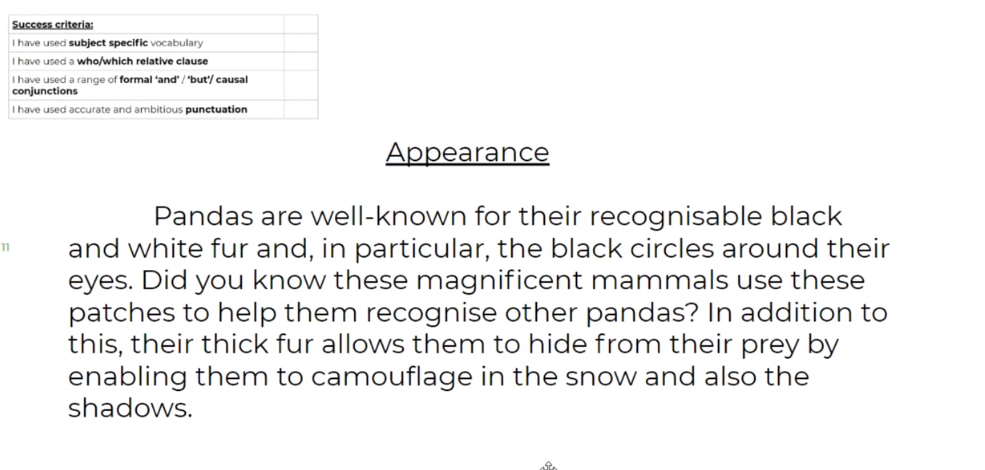 Success criteria:
I have used subject specific vocabulary
I have used a who/which relative clause
I have used a range of formal 'and' / 'but'/ causal
conjunctions
I have used accurate and ambitious punctuation
Appearance
Pandas are well-known for their recognisable black
11
and white fur and, in particular, the black circles around their
eyes. Did you know these magnificent mammals use these
patches to help them recognise other pandas? In addition to
this, their thick fur allows them to hide from their prey by
enabling them to camouflage in the snow and also the
shadows.